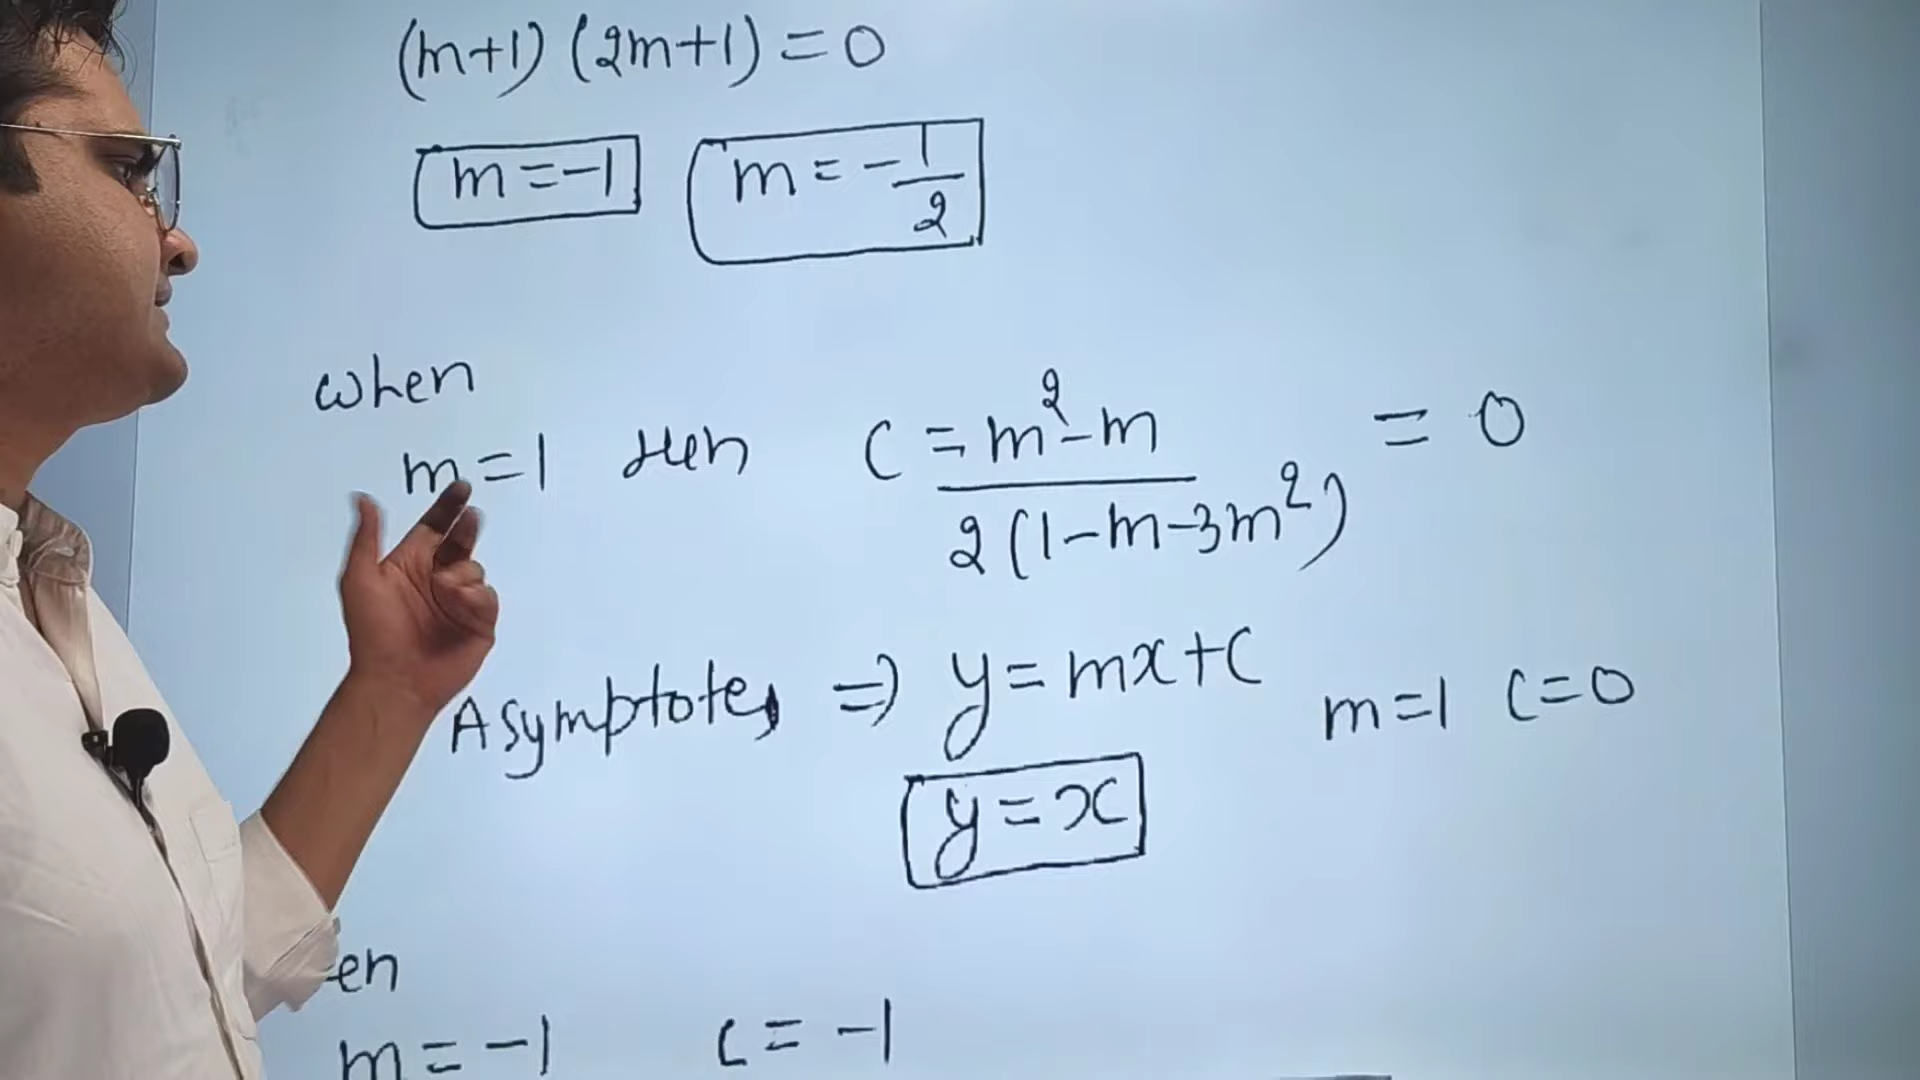 (m+1) (2m+1) = 0
m = -1 m = -1/2
when
m = 1 then C = m²-m / 2(1-m-3m²) = 0
Asymptotes ⇒ y = mx+c m=1 c=0
y = x
en
m = -1 c = -1